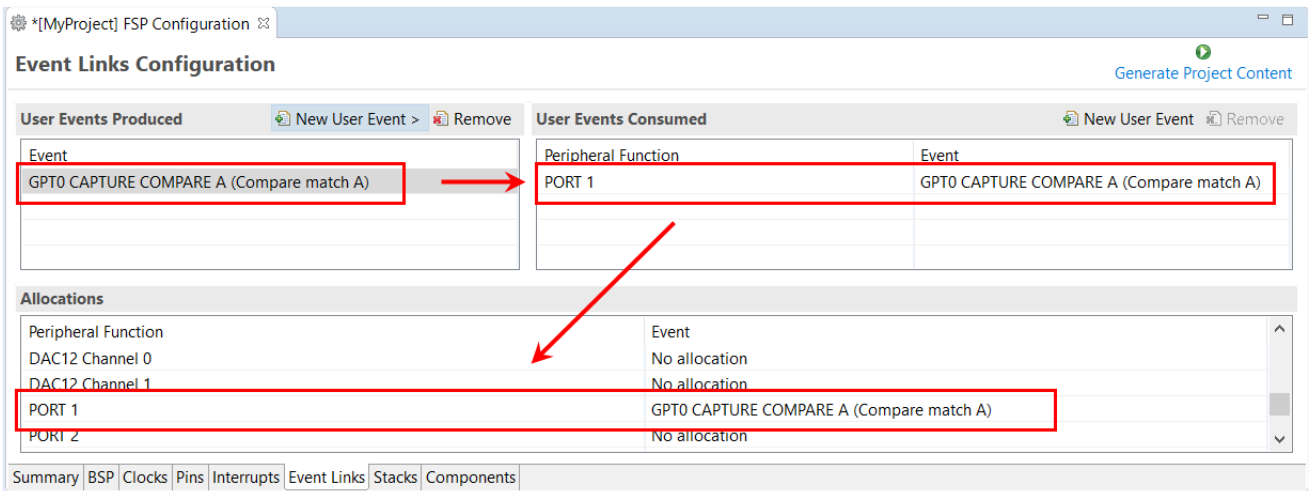 *[MyProject] FSP Configuration
Event Links Configuration
Generate Project Content
User Events Produced New User Event > Remove
User Events Consumed New User Event Remove
Event
GPT0 CAPTURE COMPARE A (Compare match A)
Peripheral Function Event
PORT 1 GPT0 CAPTURE COMPARE A (Compare match A)
Allocations
Peripheral Function Event
DAC12 Channel 0 No allocation
DAC12 Channel 1 No allocation
PORT 1 GPT0 CAPTURE COMPARE A (Compare match A)
PORT 2 No allocation
Summary BSP Clocks Pins Interrupts Event Links Stacks Components